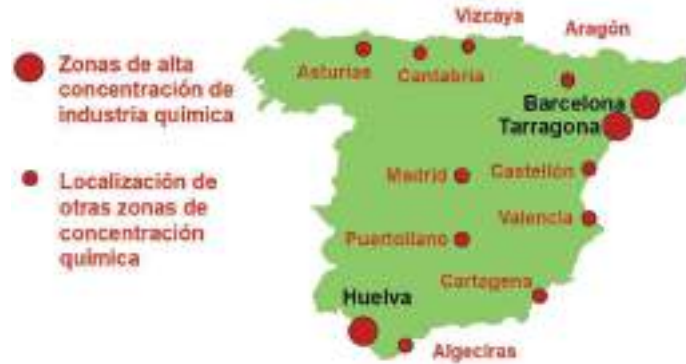 Zonas de alta
concentración de
industria química
Localización de
otras zonas de
concentración
química
Vizcaya
Aragón
Asturias
Cantabria
Barcelona
Tarragona
Madrid
Castellón
Valencia
Puertollano
Cartagena
Huelva
Algeciras